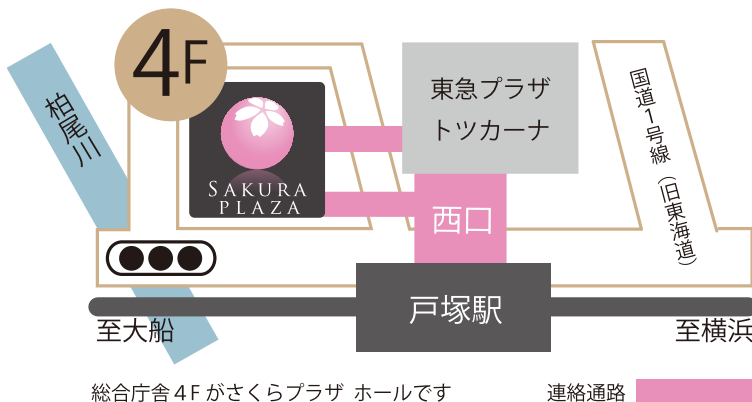 4F
柏尾川
SAKURA
PLAZA
東急プラザ
トツカーナ
国道1号線(旧東海道)
西口
戸塚駅
至大船
至横浜
総合庁舎4Fがさくらプラザ ホールです
連絡通路